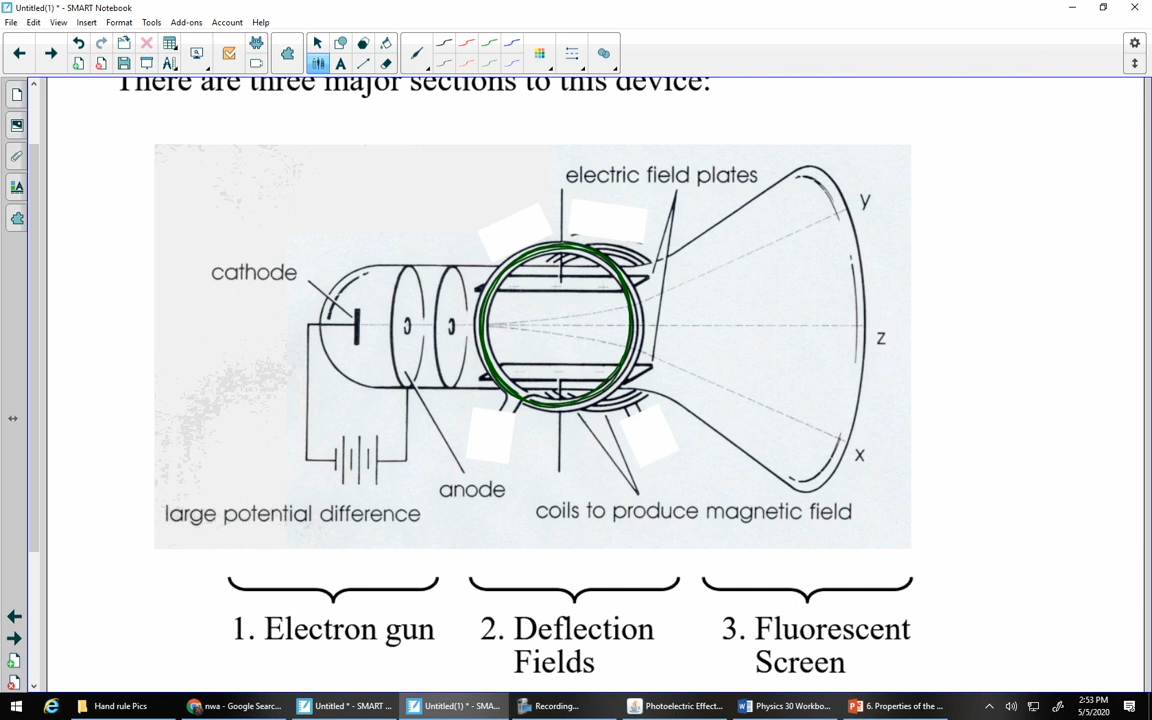 Untitled(1) * - SMART Notebook
File Edit View Insert Format Tools Add-ons Account Help
There are three major sections to this device:
electric field plates
y
cathode
z
x
anode
large potential difference
coils to produce magnetic field
1. Electron gun
2. Deflection
Fields
3. Fluorescent
Screen
Hand rule Pics
nwa - Google Searc...
Untitled * - SMART ...
Untitled(1) * - SMA...
Recording...
Photoelectric Effect...
Physics 30 Workbo...
6. Properties of the ...
2:53 PM
5/5/2020